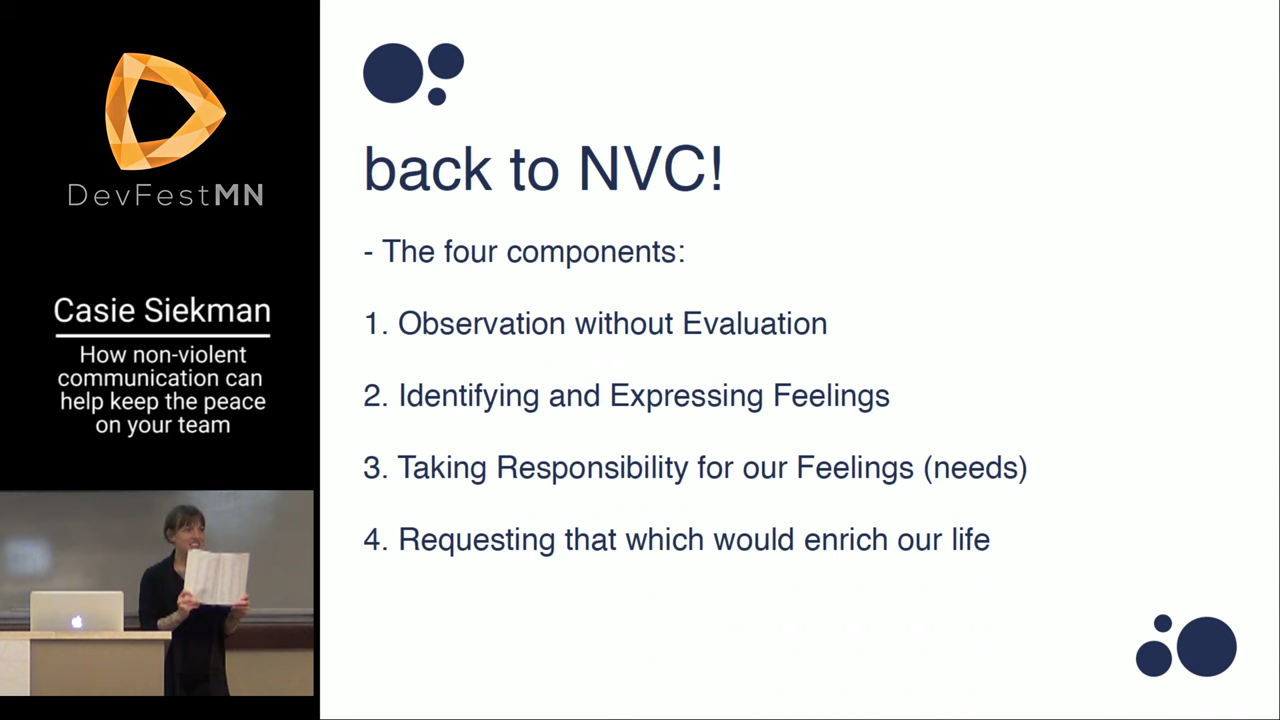 DevFestMN
Casie Siekman
How non-violent
communication can
help keep the peace
on your team
back to NVC!
- The four components:
1. Observation without Evaluation
2. Identifying and Expressing Feelings
3. Taking Responsibility for our Feelings (needs)
4. Requesting that which would enrich our life